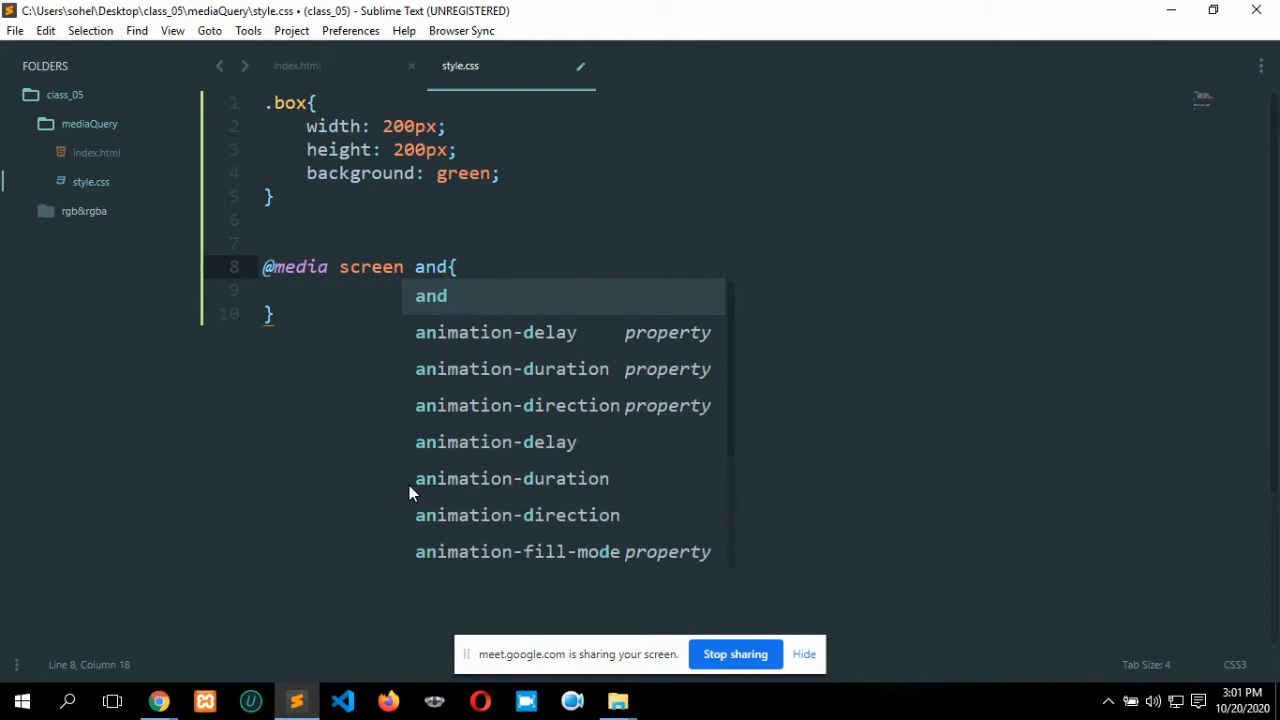 C:\Users\sohel\Desktop\class_05\mediaQuery\style.css • (class_05) - Sublime Text (UNREGISTERED)
File Edit Selection Find View Goto Tools Project Preferences Help Browser Sync
FOLDERS
class_05
mediaQuery
index.html
style.css
rgb&rgba
index.html × style.css
1 .box{
2 width: 200px;
3 height: 200px;
4 background: green;
5 }
6
7
8 @media screen and{
9
10 }
and
animation-delay property
animation-duration property
animation-direction property
animation-delay
animation-duration
animation-direction
animation-fill-mode property
meet.google.com is sharing your screen. Stop sharing Hide
Line 8, Column 18 Tab Size: 4 CSS3
3:01 PM
10/20/2020